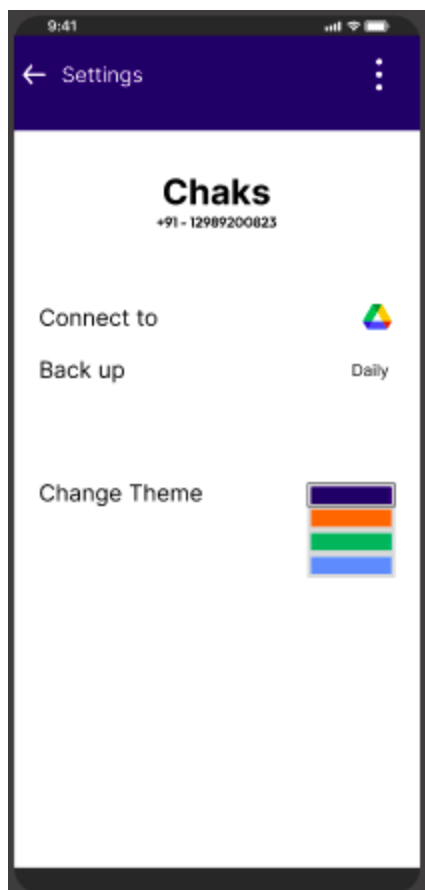 9:41
Settings
Chaks
+91 - 12989200823
Connect to
Back up Daily
Change Theme